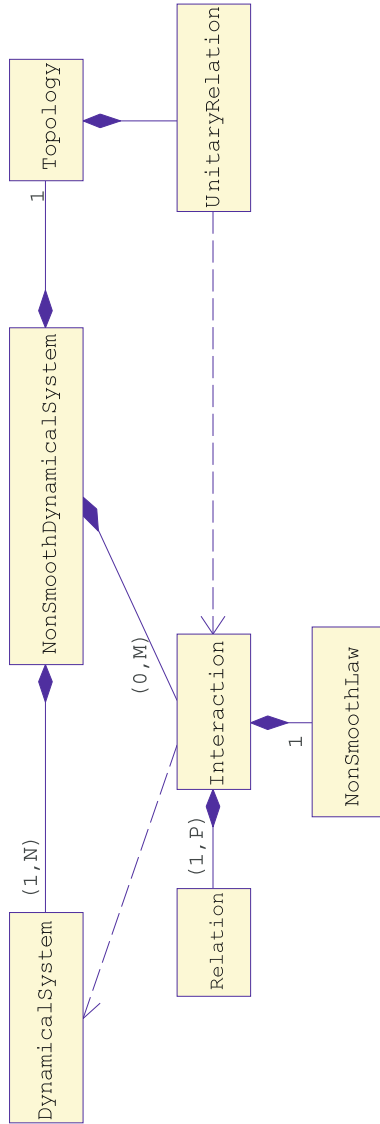 DynamicalSystem
(1,N)
NonSmoothDynamicalSystem
1
Topology
(0,M)
Relation
(1,P)
Interaction
UnitaryRelation
1
NonSmoothLaw